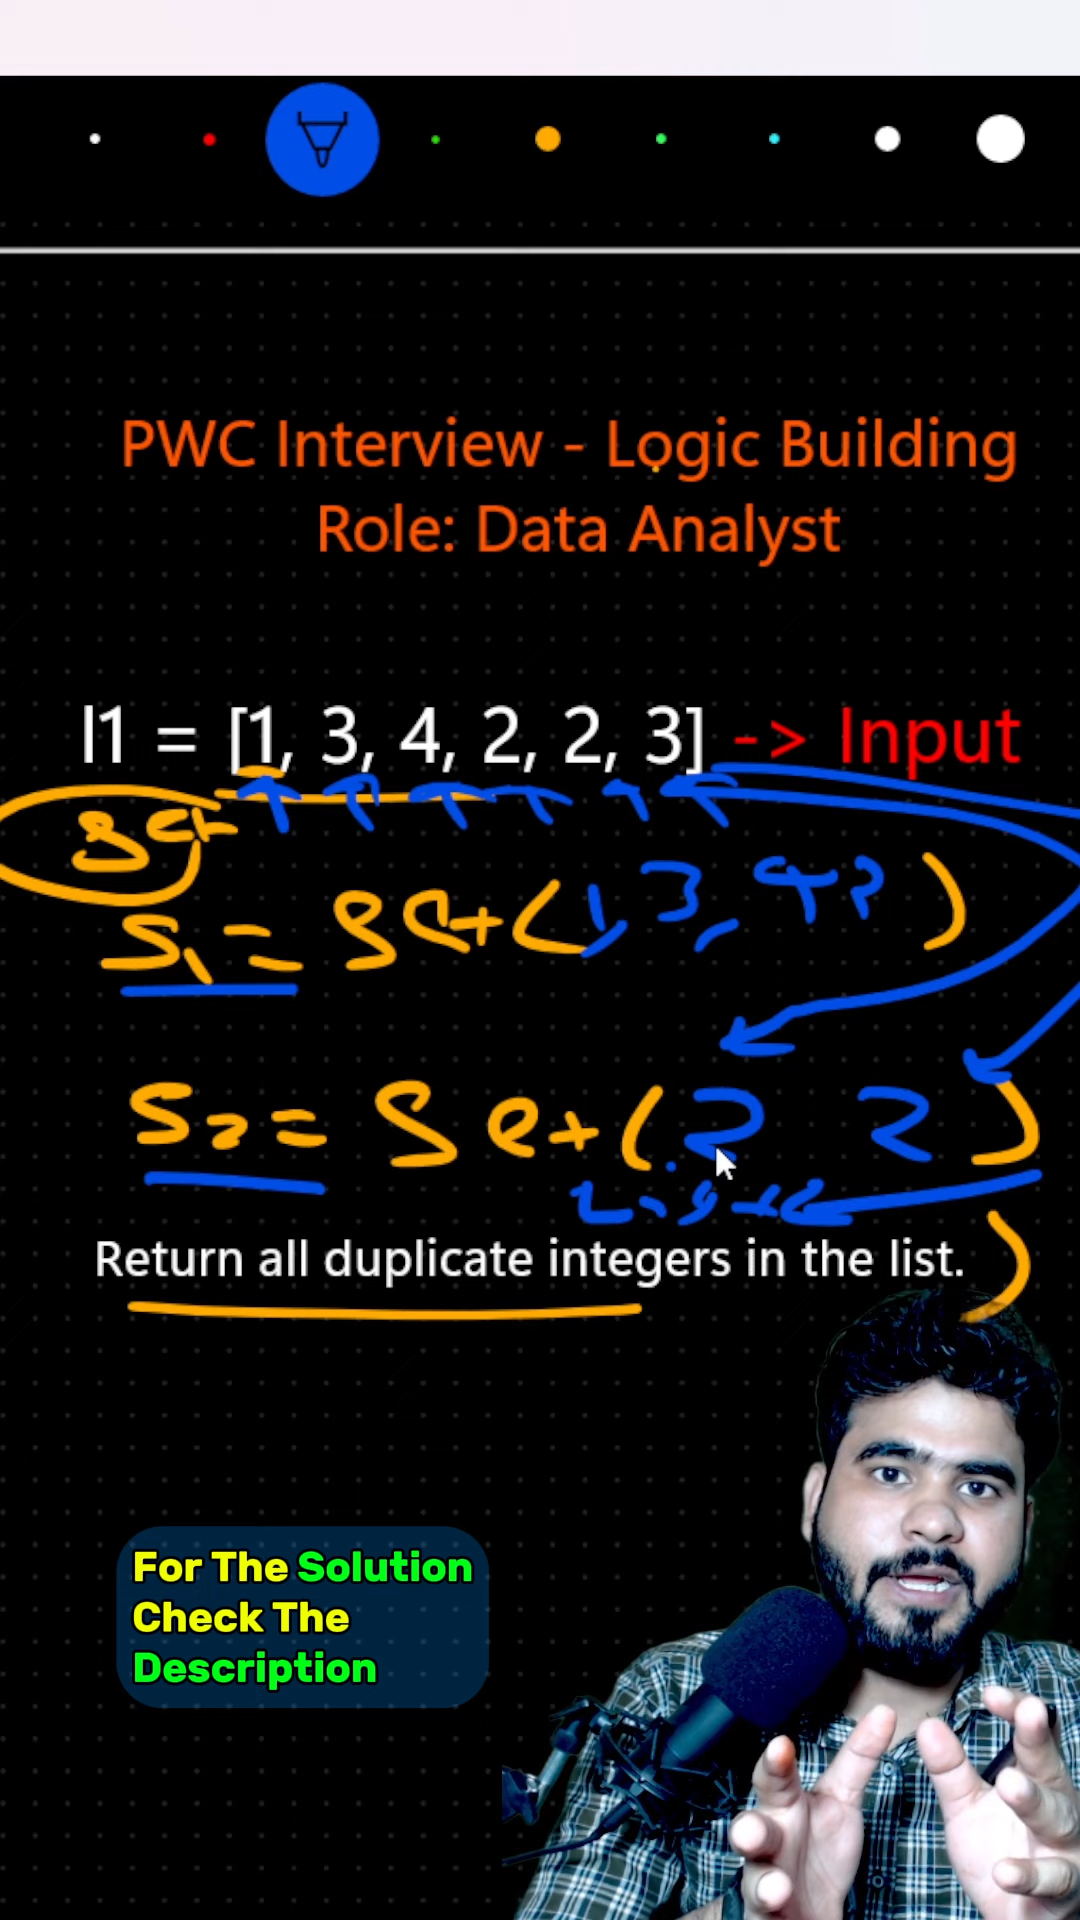 PWC Interview - Logic Building
Role: Data Analyst
l1 = [1, 3, 4, 2, 2, 3] -> Input
set
S1 = set(1, 3, 4, 2)
S2 = set(2 2)
list
Return all duplicate integers in the list.
For The Solution
Check The
Description